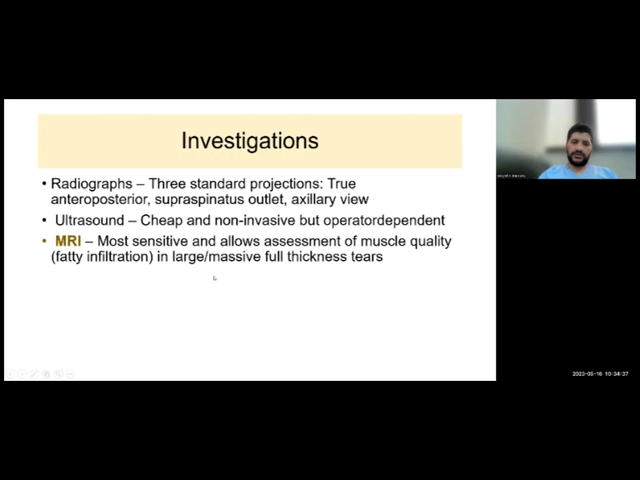 Investigations
• Radiographs – Three standard projections: True
anteroposterior, supraspinatus outlet, axillary view
• Ultrasound – Cheap and non-invasive but operatordependent
• MRI – Most sensitive and allows assessment of muscle quality
(fatty infiltration) in large/massive full thickness tears
2023-05-16 10:34:37